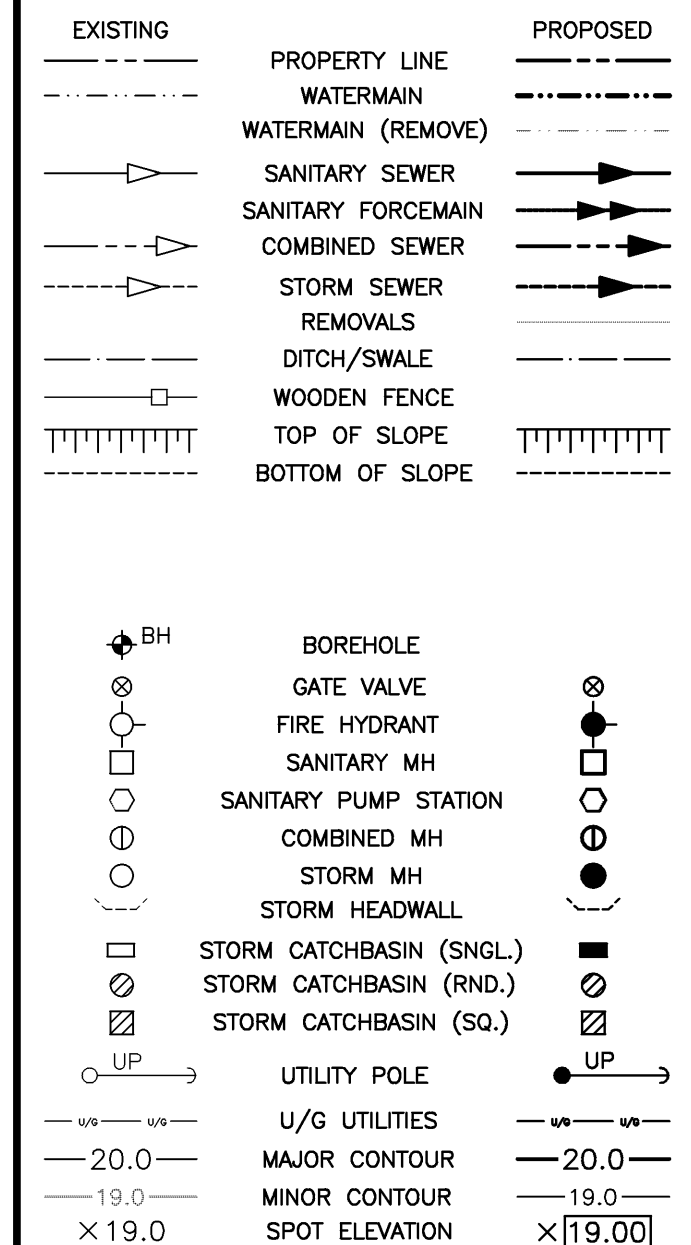 EXISTING PROPOSED
PROPERTY LINE
WATERMAIN
WATERMAIN (REMOVE)
SANITARY SEWER
SANITARY FORCEMAIN
COMBINED SEWER
STORM SEWER
REMOVALS
DITCH/SWALE
WOODEN FENCE
TOP OF SLOPE
BOTTOM OF SLOPE
BH BOREHOLE
GATE VALVE
FIRE HYDRANT
SANITARY MH
SANITARY PUMP STATION
COMBINED MH
STORM MH
STORM HEADWALL
STORM CATCHBASIN (SNGL.)
STORM CATCHBASIN (RND.)
STORM CATCHBASIN (SQ.)
UP UTILITY POLE UP
U/G U/G U/G UTILITIES U/G U/G
20.0 MAJOR CONTOUR 20.0
19.0 MINOR CONTOUR 19.0
×19.0 SPOT ELEVATION ×19.00